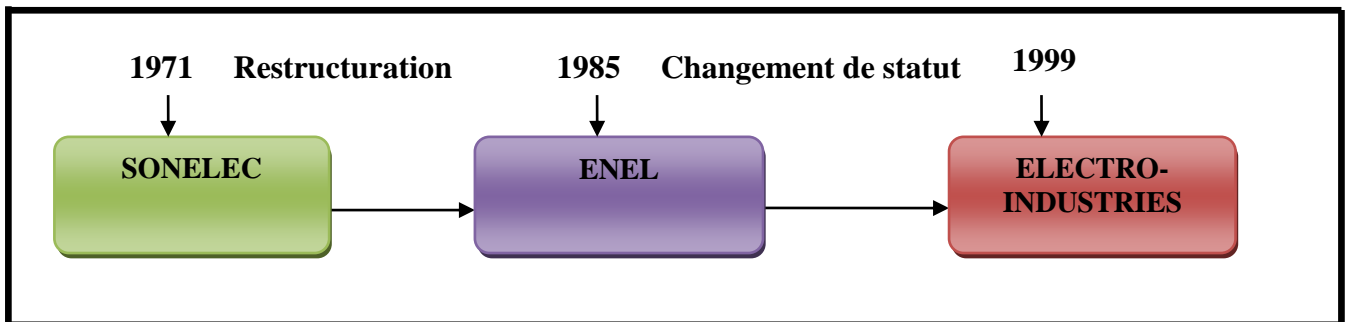 1971 Restructuration 1985 Changement de statut 1999
SONELEC
ENEL
ELECTRO-
INDUSTRIES